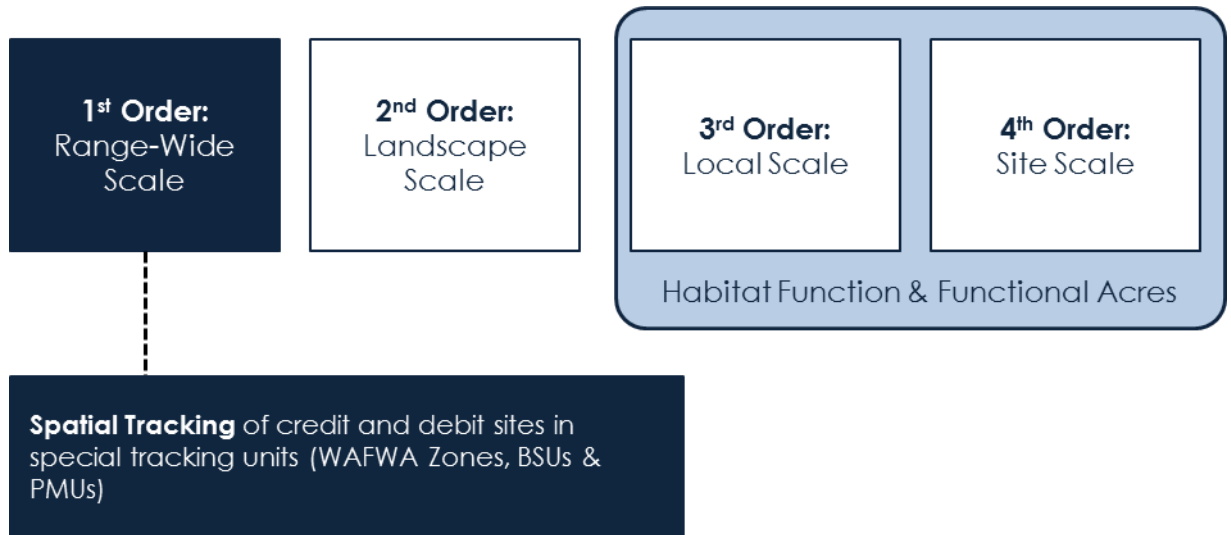 1st Order:
Range-Wide
Scale
2nd Order:
Landscape
Scale
3rd Order:
Local Scale
4th Order:
Site Scale
Habitat Function & Functional Acres
Spatial Tracking of credit and debit sites in
special tracking units (WAFWA Zones, BSUs &
PMUs)